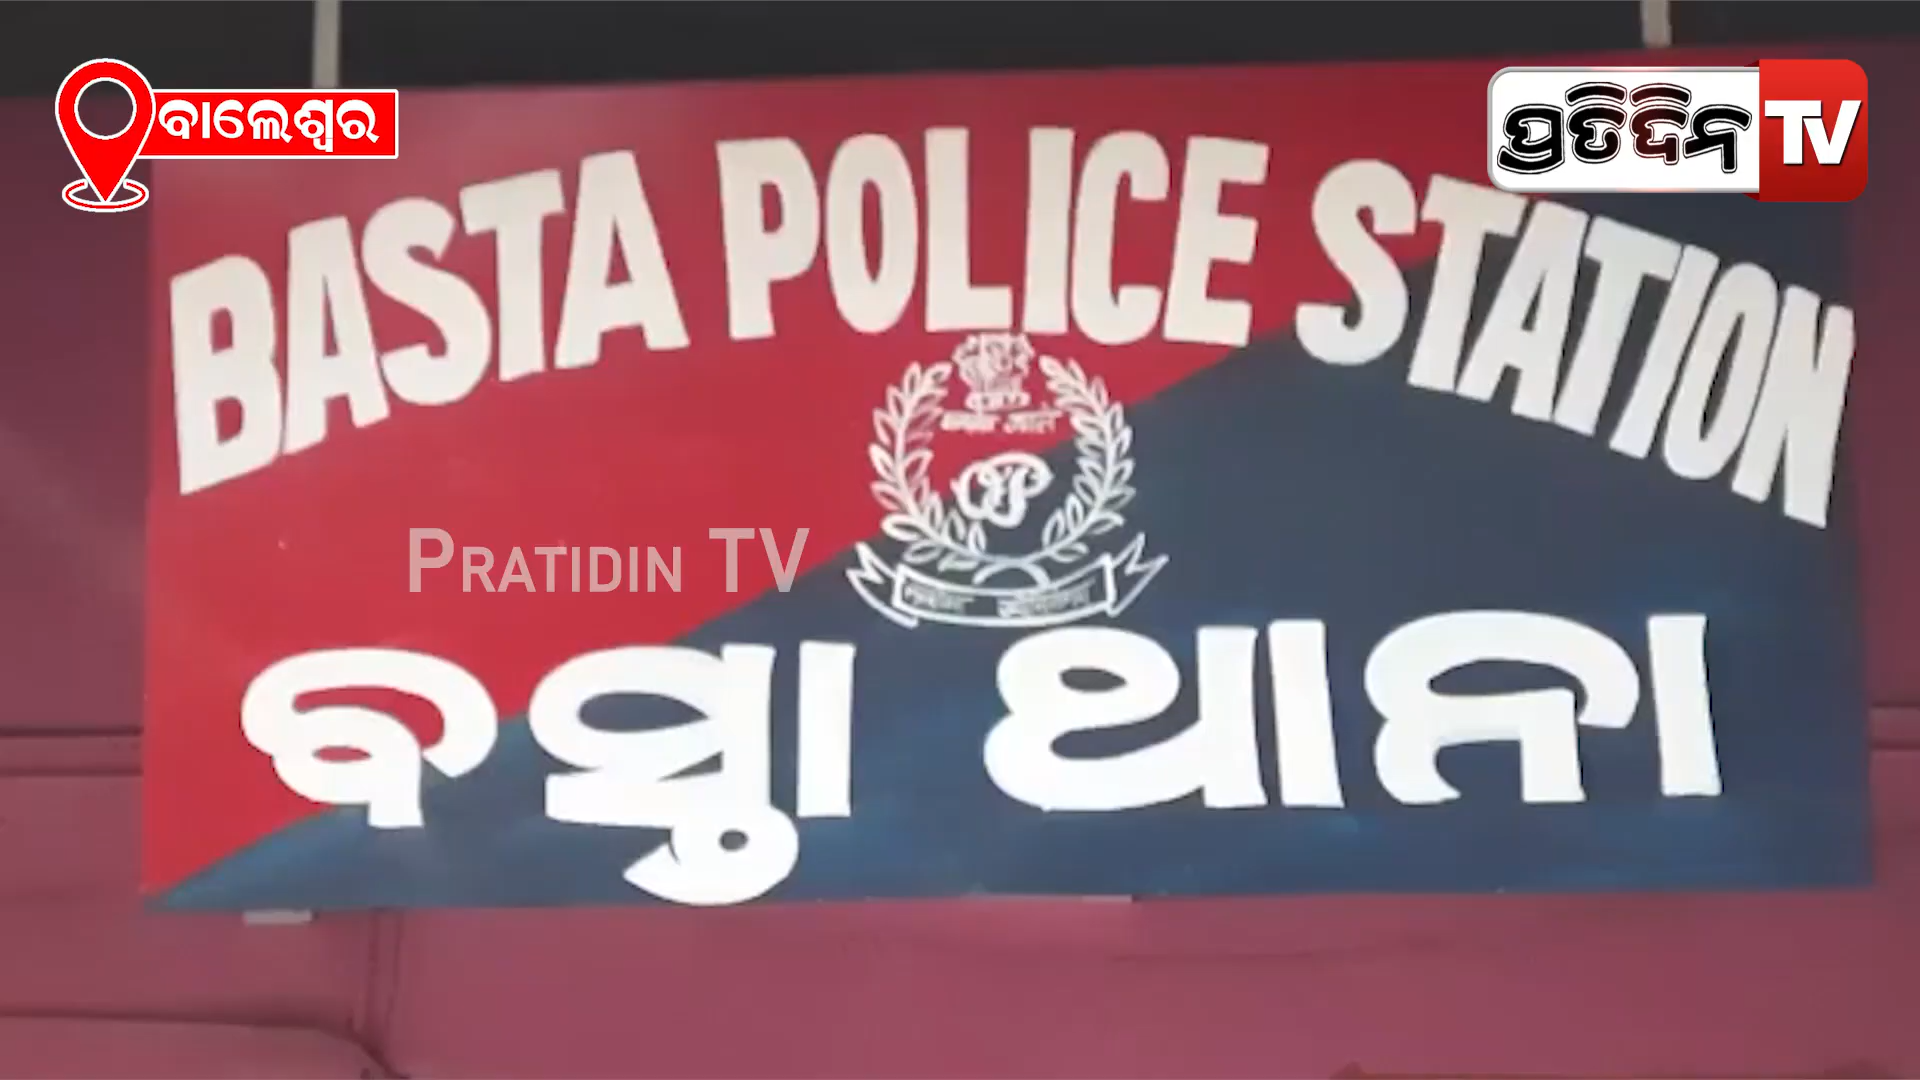 ବାଲେଶ୍ୱର
ପ୍ରତିଦିନ TV
BASTA POLICE STATION
PRATIDIN TV
ବସ୍ତା ଥାନା